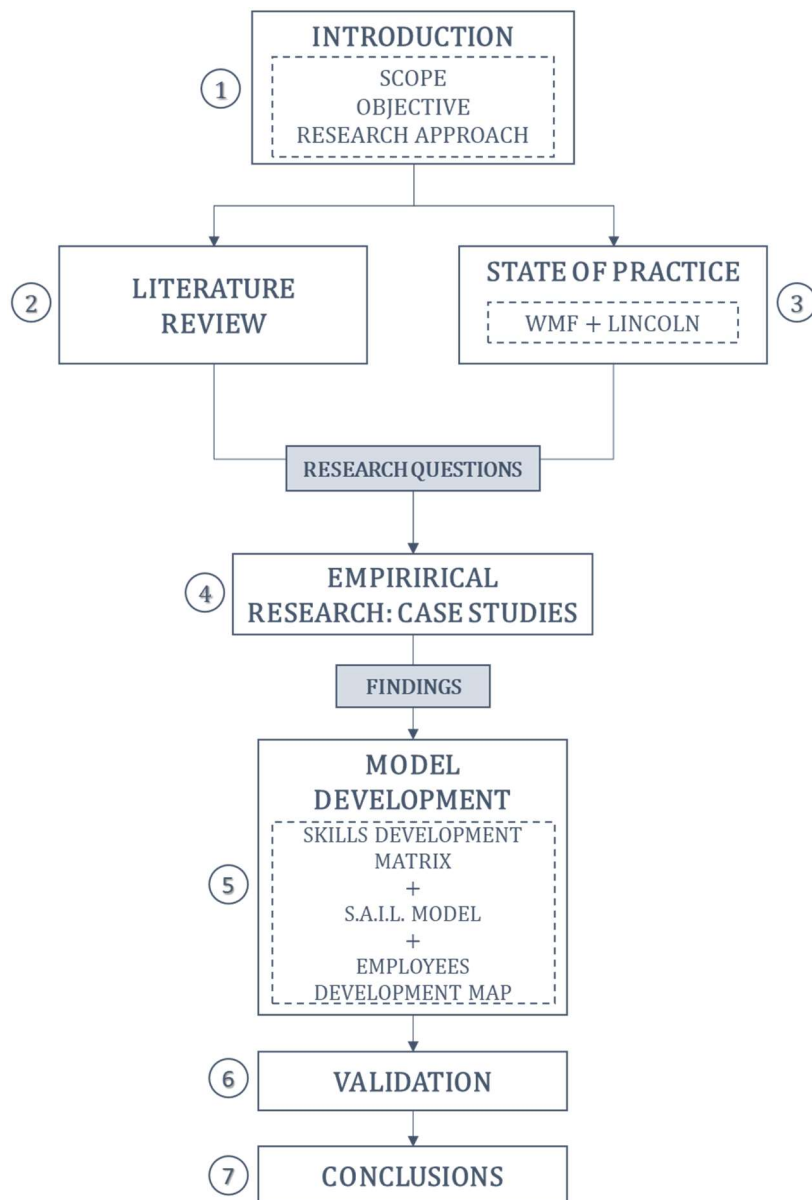 INTRODUCTION
1
SCOPE
OBJECTIVE
RESEARCH APPROACH
2
LITERATURE
REVIEW
STATE OF PRACTICE
WMF + LINCOLN
3
RESEARCH QUESTIONS
4
EMPIRIRICAL
RESEARCH: CASE STUDIES
FINDINGS
MODEL
DEVELOPMENT
5
SKILLS DEVELOPMENT
MATRIX
+
S.A.I.L. MODEL
+
EMPLOYEES
DEVELOPMENT MAP
6
VALIDATION
7
CONCLUSIONS